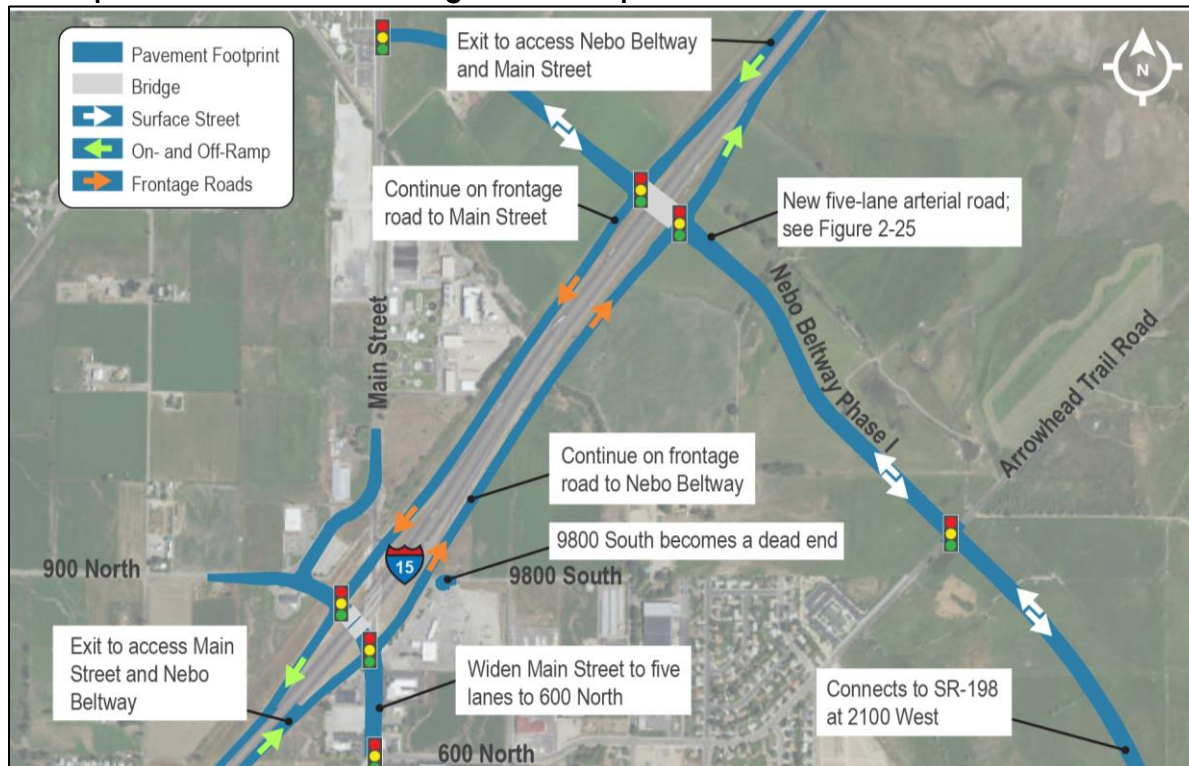 Pavement Footprint
Bridge
Surface Street
On- and Off-Ramp
Frontage Roads
Exit to access Nebo Beltway
and Main Street
N
Continue on frontage
road to Main Street
New five-lane arterial road;
see Figure 2-25
Main Street
Nebo Beltway Phase I
Arrowhead Trail Road
Continue on frontage
road to Nebo Beltway
9800 South becomes a dead end
900 North
15
9800 South
Exit to access Main
Street and Nebo
Beltway
Widen Main Street to five
lanes to 600 North
Connects to SR-198
at 2100 West
600 North